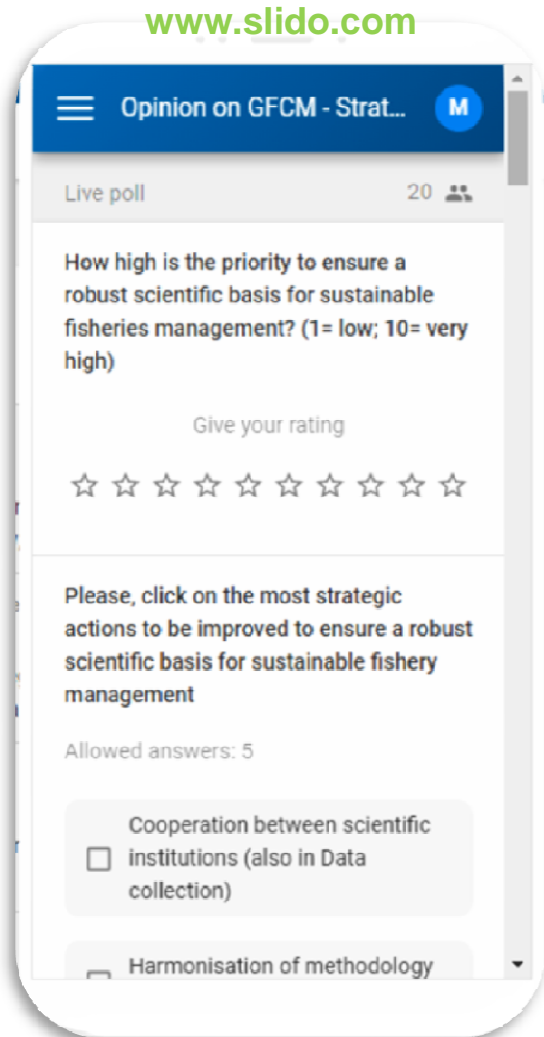 www.slido.com
Opinion on GFCM - Strat...
M
Live poll
20
How high is the priority to ensure a
robust scientific basis for sustainable
fisheries management? (1= low; 10= very
high)
Give your rating
Please, click on the most strategic
actions to be improved to ensure a robust
scientific basis for sustainable fishery
management
Allowed answers: 5
Cooperation between scientific
institutions (also in Data
collection)
Harmonisation of methodology